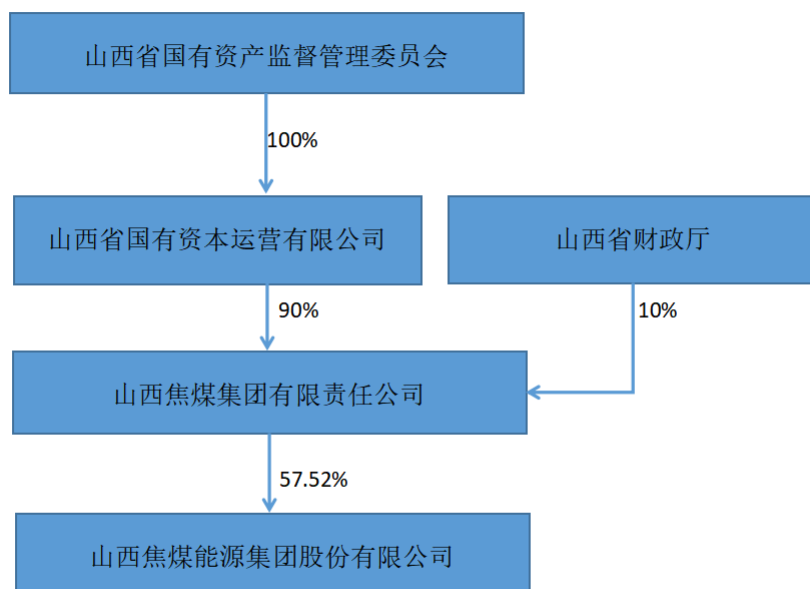 山西省国有资产监督管理委员会
100%
山西省国有资本运营有限公司
山西省财政厅
90%
10%
山西焦煤集团有限责任公司
57.52%
山西焦煤能源集团股份有限公司